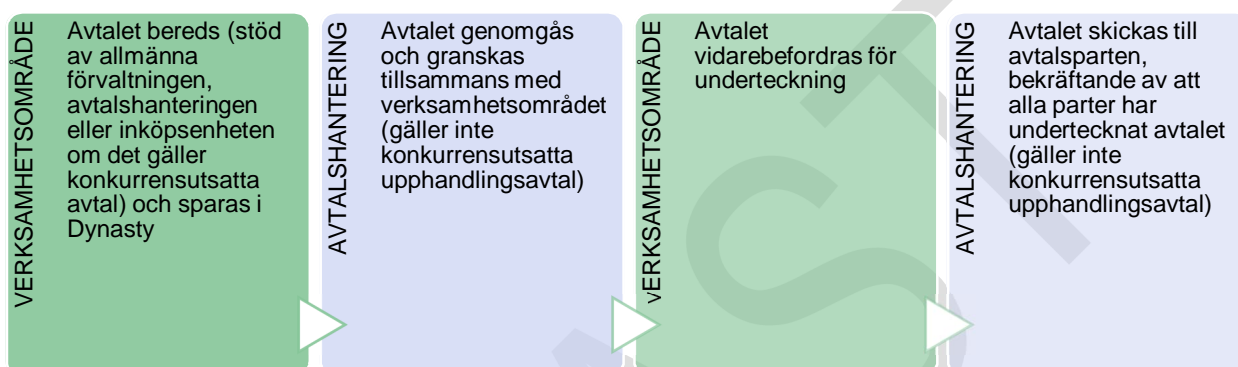 VERKSAMHETSOMRÅDE
Avtalet bereds (stöd
av allmänna
förvaltningen,
avtalshanteringen
eller inköpsenheten
om det gäller
konkurrensutsatta
avtal) och sparas i
Dynasty
AVTALSHANTERING
Avtalet genomgås
och granskas
tillsammans med
verksamhetsområdet
(gäller inte
konkurrensutsatta
upphandlingsavtal)
vERKSAMHETSOMRÅDE
Avtalet
vidarebefordras för
underteckning
AVTALSHANTERING
Avtalet skickas till
avtalsparten,
bekräftande av att
alla parter har
undertecknat avtalet
(gäller inte
konkurrensutsatta
upphandlingsavtal)